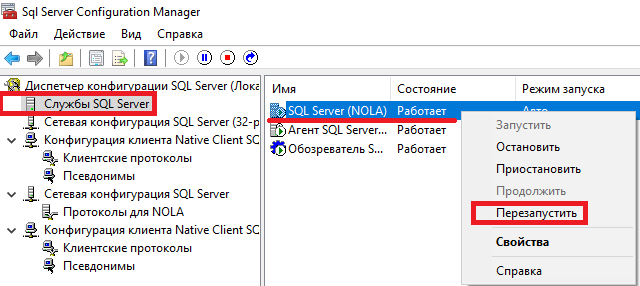 Sql Server Configuration Manager
Файл Действие Вид Справка
Диспетчер конфигурации SQL Server (Лока
Службы SQL Server
Сетевая конфигурация SQL Server (32-р
Конфигурация клиента Native Client SC
Клиентские протоколы
Псевдонимы
Сетевая конфигурация SQL Server
Протоколы для NOLA
Конфигурация клиента Native Client SC
Клиентские протоколы
Псевдонимы
Имя Состояние Режим запуска
SQL Server (NOLA) Работает Авто
Агент SQL Server... Работает
Обозреватель S... Работает
Запустить
Остановить
Приостановить
Продолжить
Перезапустить
Свойства
Справка